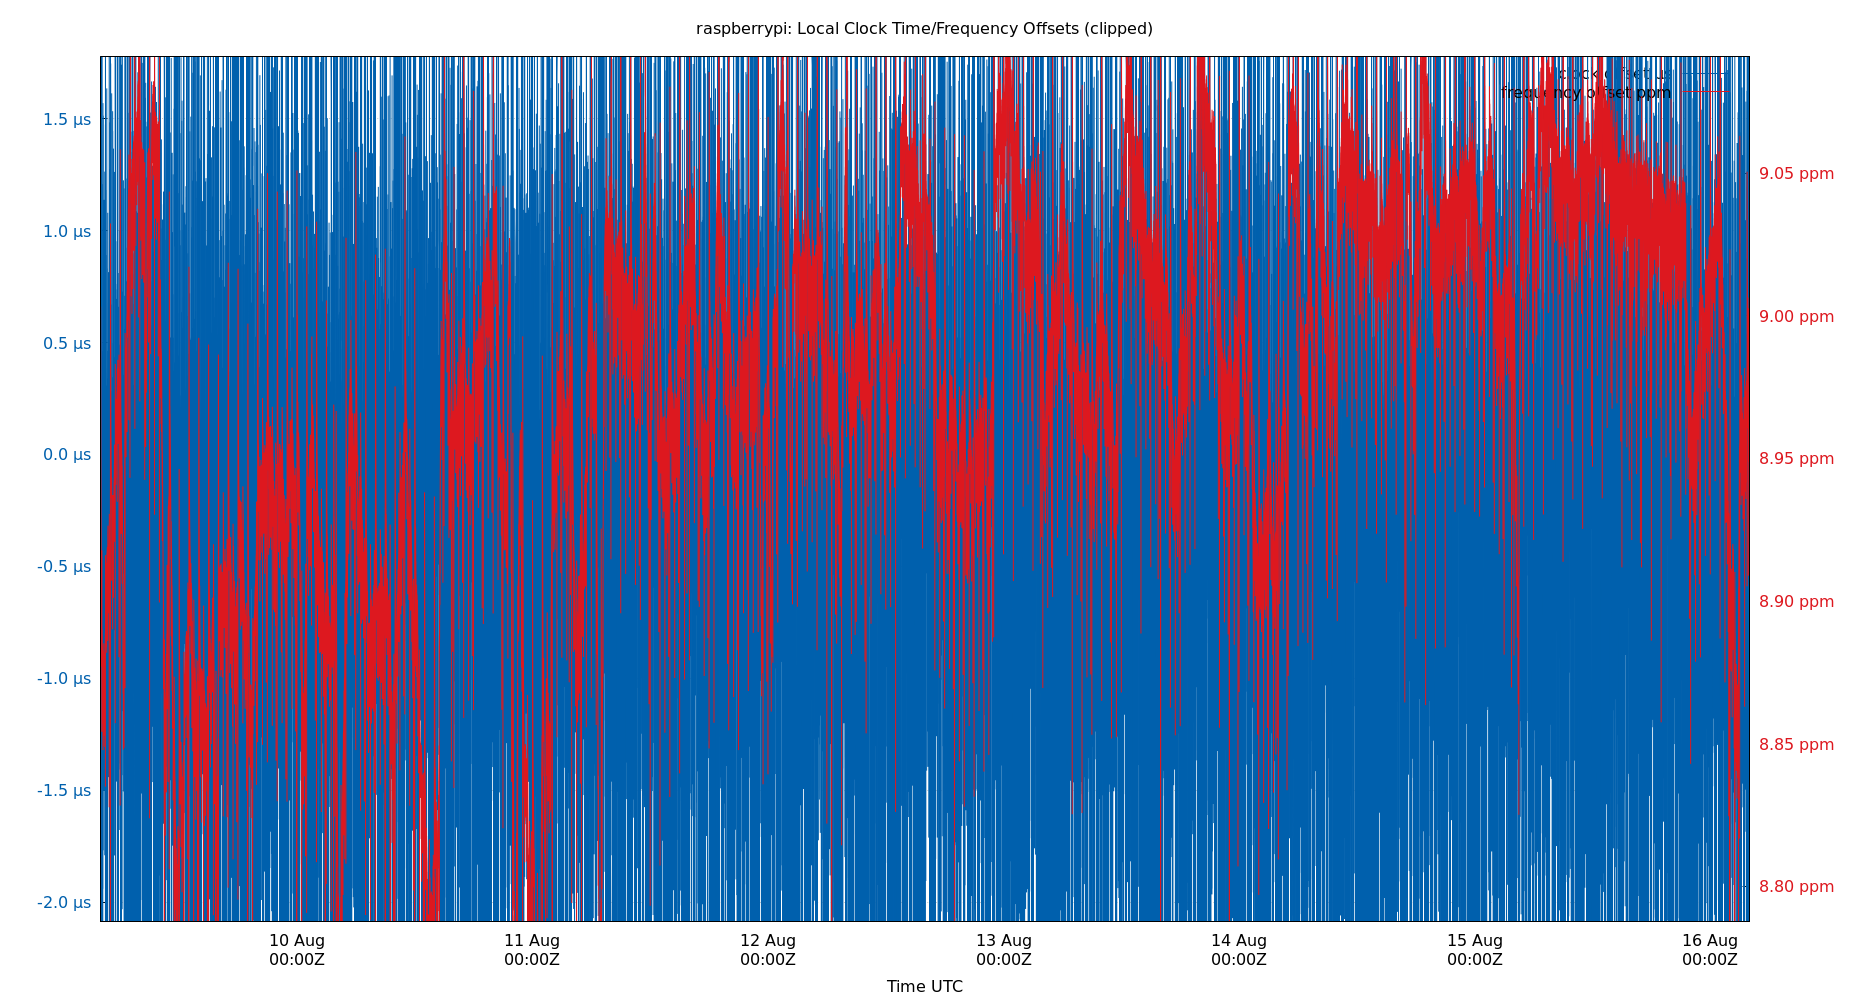 raspberrypi: Local Clock Time/Frequency Offsets (clipped)
clock offset µs
frequency offset ppm
1.5 µs
1.0 µs
0.5 µs
0.0 µs
-0.5 µs
-1.0 µs
-1.5 µs
-2.0 µs
9.05 ppm
9.00 ppm
8.95 ppm
8.90 ppm
8.85 ppm
8.80 ppm
10 Aug
00:00Z
11 Aug
00:00Z
12 Aug
00:00Z
13 Aug
00:00Z
14 Aug
00:00Z
15 Aug
00:00Z
16 Aug
00:00Z
Time UTC